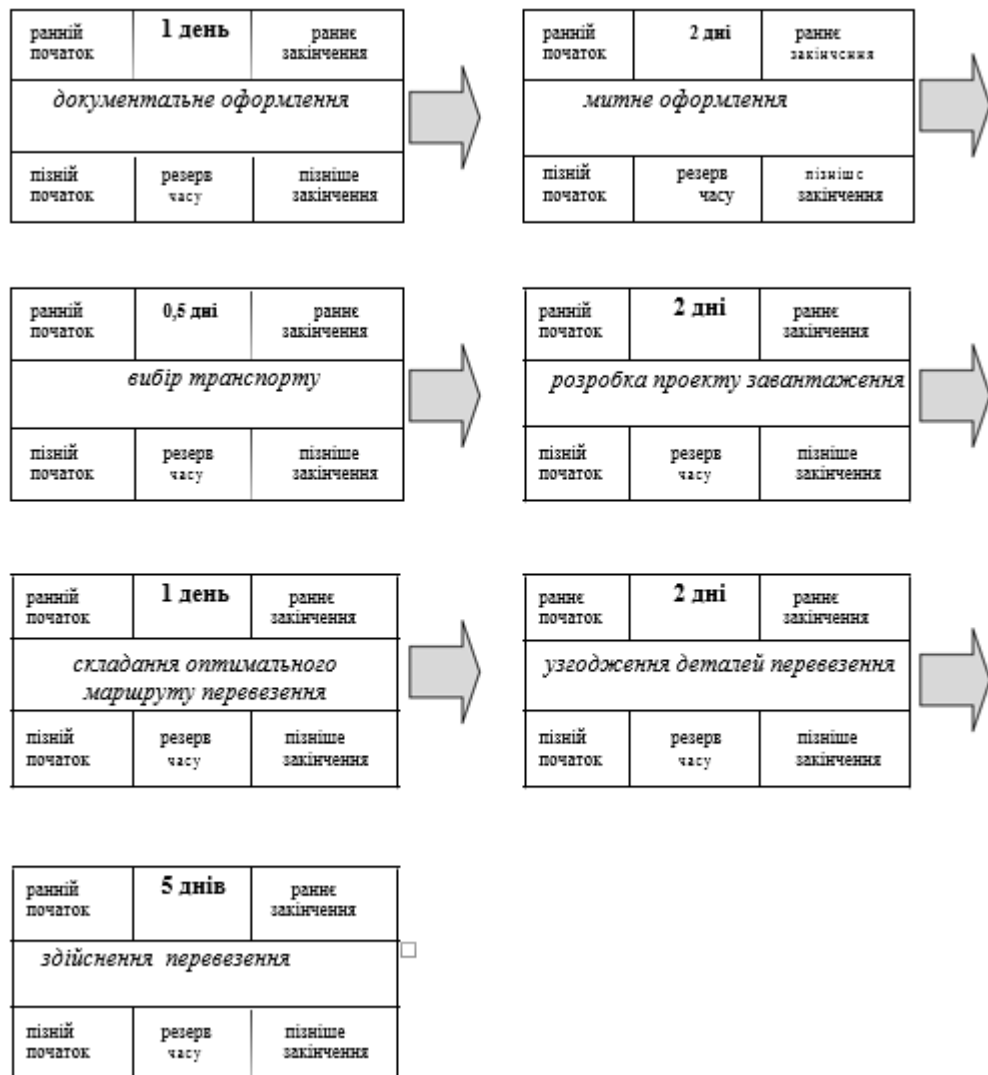 ранній початок
1 день
раннє закінчення
документальне оформлення
пізній початок
резерв часу
пізніше закінчення
ранній початок
2 дні
раннє закінчення
митне оформлення
пізній початок
резерв часу
пізніше закінчення
ранній початок
0,5 дні
раннє закінчення
вибір транспорту
пізній початок
резерв часу
пізніше закінчення
ранній початок
2 дні
раннє закінчення
розробка проекту завантаження
пізній початок
резерв часу
пізніше закінчення
ранній початок
1 день
раннє закінчення
складання оптимального
маршруту перевезення
пізній початок
резерв часу
пізніше закінчення
раннє початок
2 дні
раннє закінчення
узгодження деталей перевезення
пізній початок
резерв часу
пізніше закінчення
ранній початок
5 днів
раннє закінчення
здійснення перевезення
пізній початок
резерв часу
пізніше закінчення